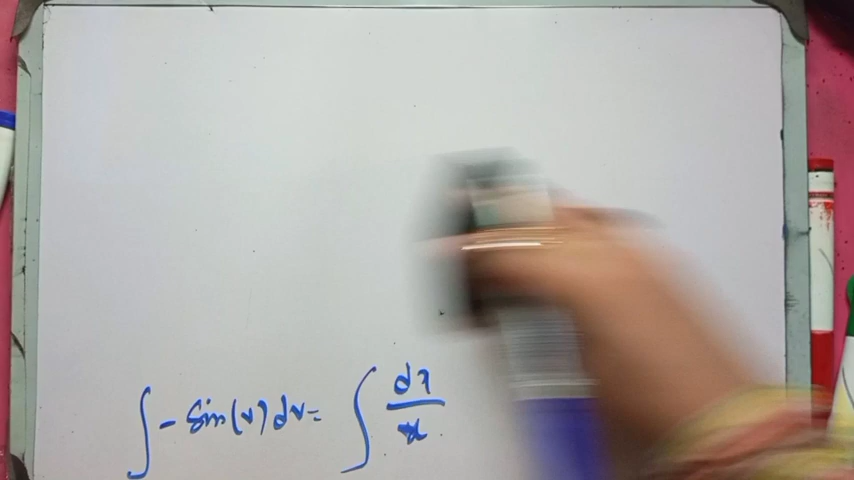 ∫ - Sin(v) dv = ∫ dx/x